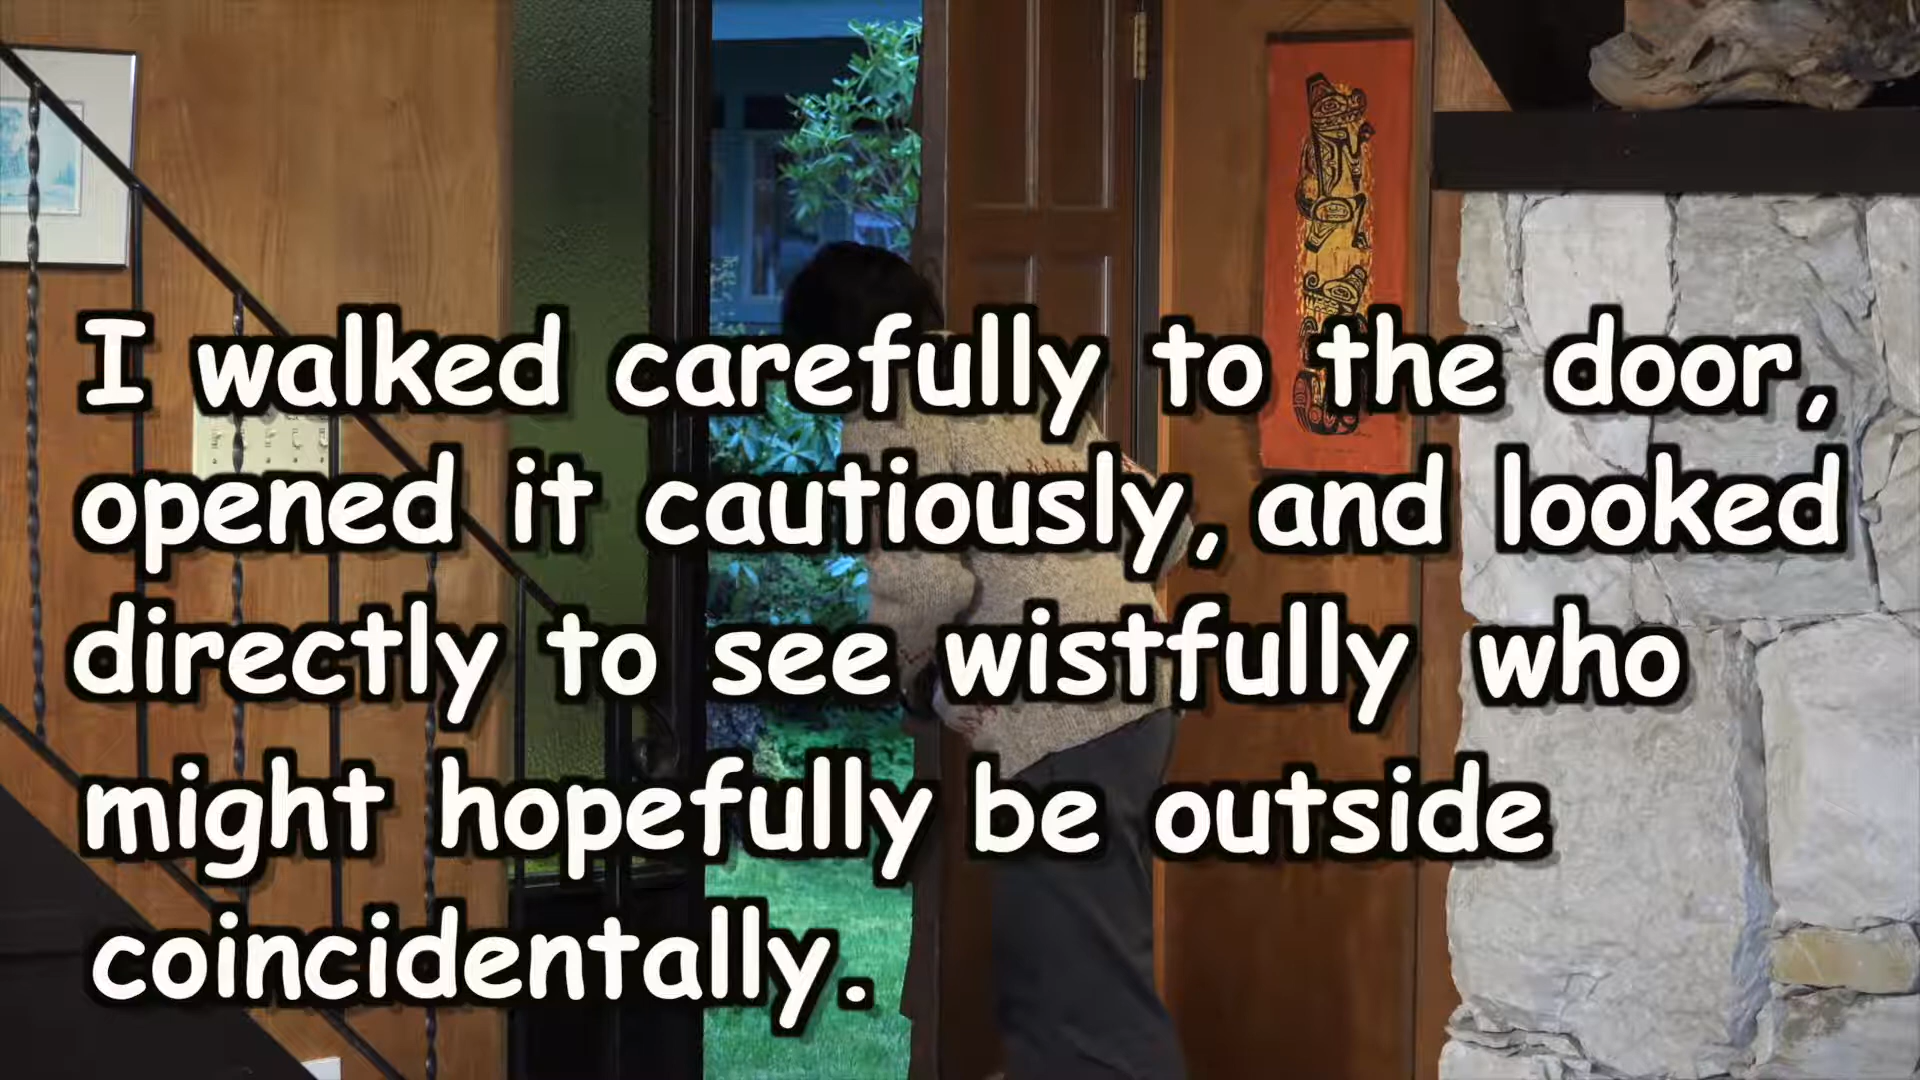 I walked carefully to the door,
opened it cautiously, and looked
directly to see wistfully who
might hopefully be outside
coincidentally.